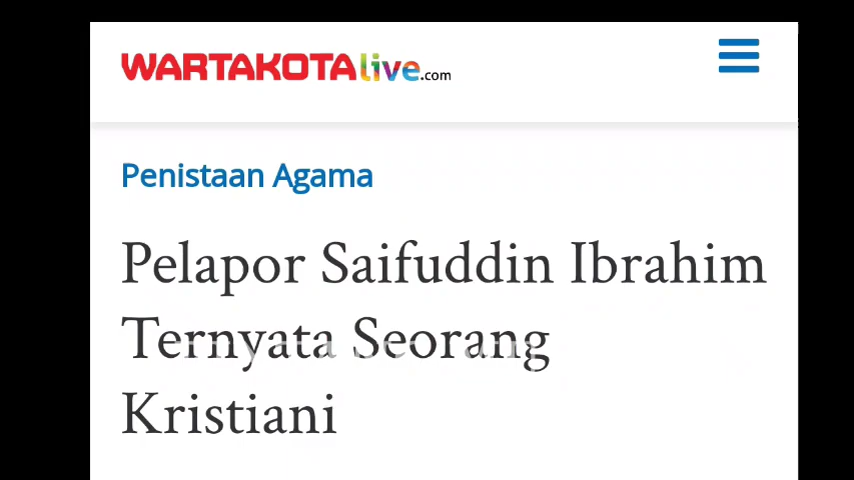 WARTAKOTAlive.com
Penistaan Agama
Pelapor Saifuddin Ibrahim
Ternyata Seorang
Kristiani